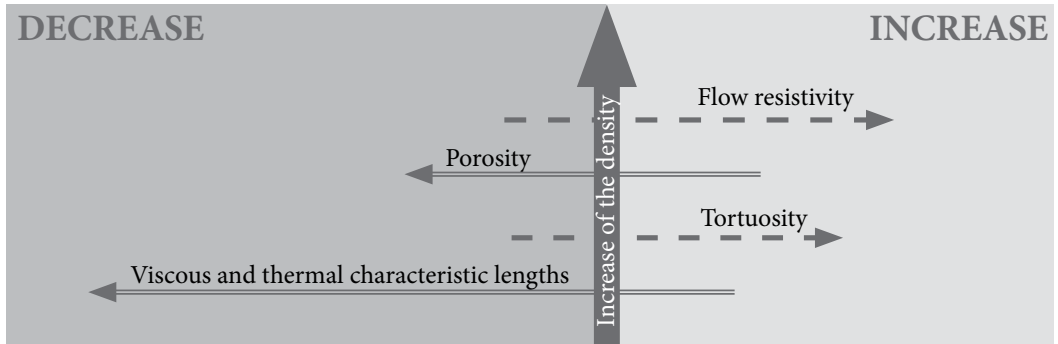 DECREASE
INCREASE
Flow resistivity
Porosity
Tortuosity
Viscous and thermal characteristic lengths
Increase of the density